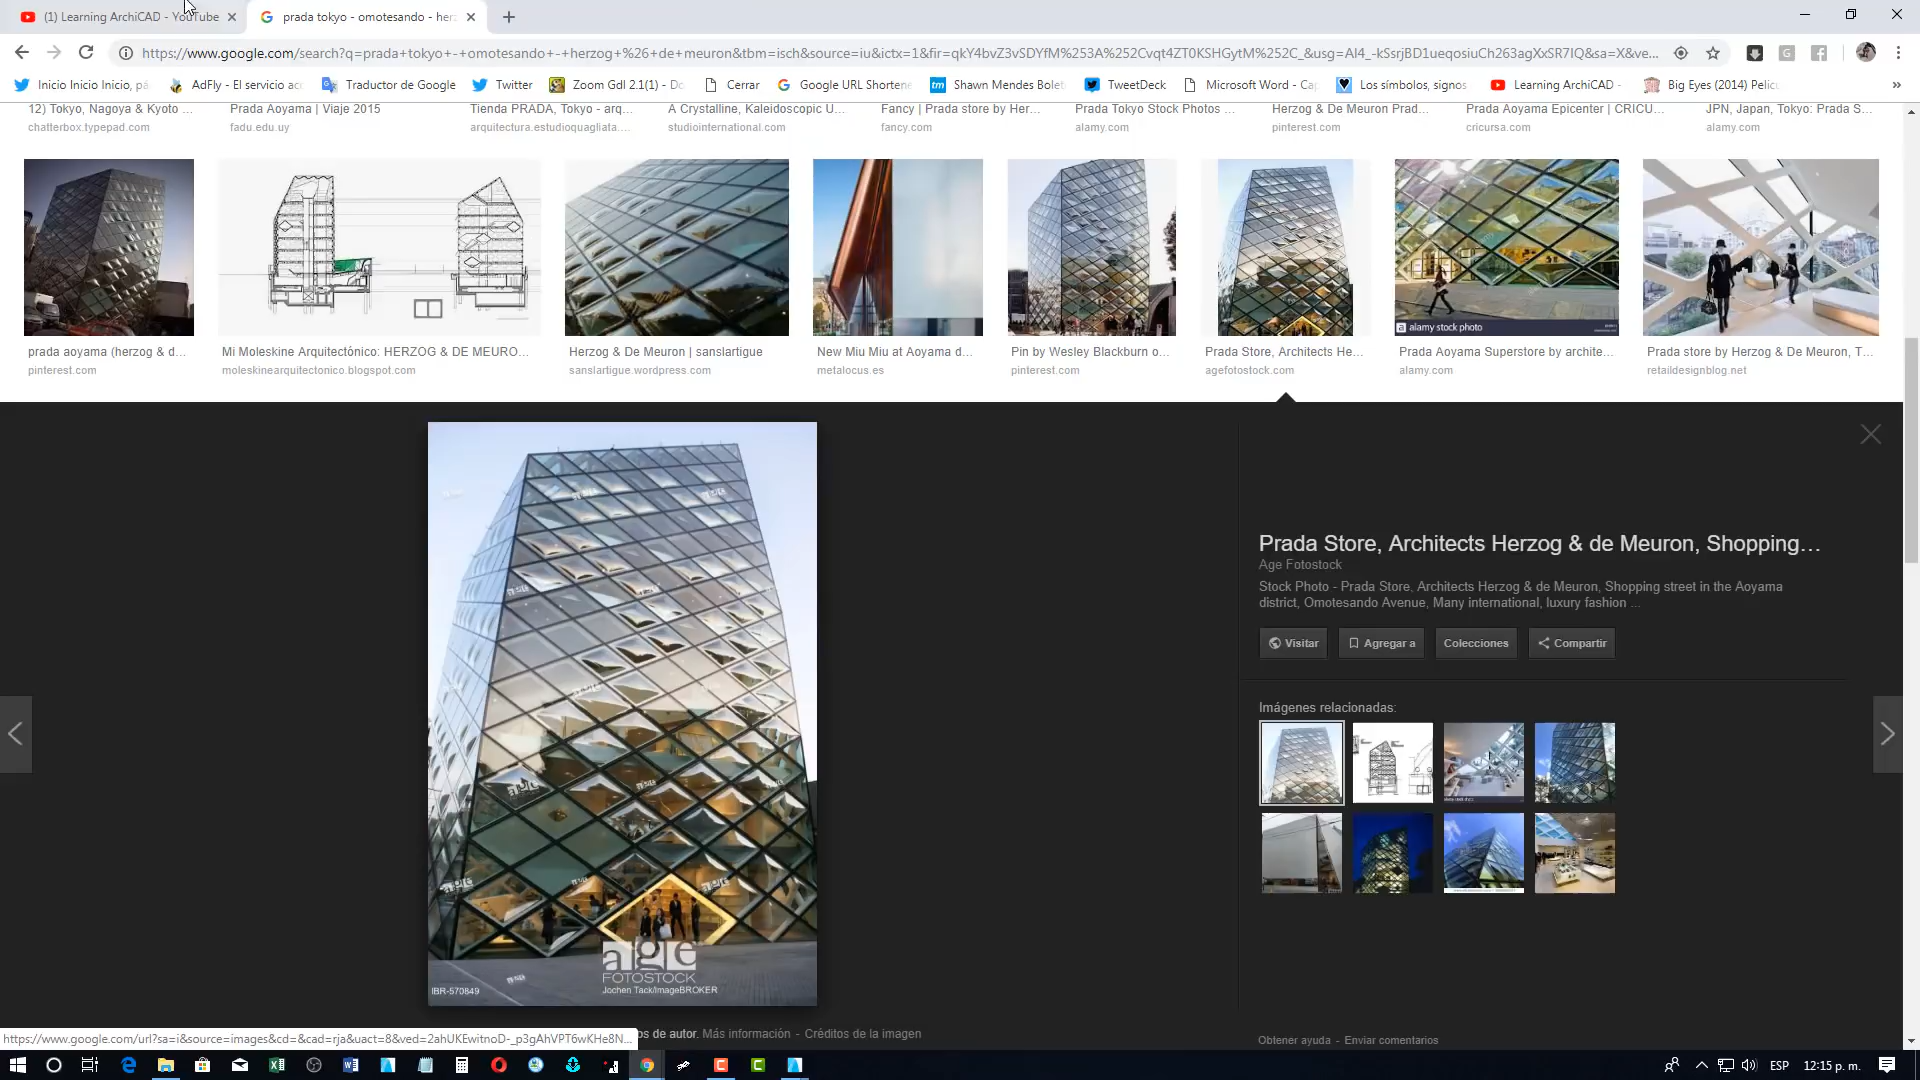 (1) Learning ArchiCAD - YouTube
prada tokyo - omotesando - herz
https://www.google.com/search?q=prada+tokyo+-+omotesando+-+herzog+%26+de+meuron&tbm=isch&source=iu&ictx=1&fir=qkY4bvZ3vSDYfM%253A%252Cvqt4ZT0KSHGytM%252C_&usg=AI4_-kSsrjBD1ueqosiuCh263agXxSR7IQ&sa=X&ve...
Inicio Inicio Inicio, pá
AdFly - El servicio ac
Traductor de Google
Twitter
Zoom Gdl 2.1(1) - Do
Cerrar
Google URL Shortene
Shawn Mendes Bolet
TweetDeck
Microsoft Word - Cap
Los símbolos, signos
Learning ArchiCAD -
Big Eyes (2014) Pelíc
12) Tokyo, Nagoya & Kyoto ...
Prada Aoyama | Viaje 2015
Tienda PRADA, Tokyo - arq...
A Crystalline, Kaleidoscopic U...
Fancy | Prada store by Her...
Prada Tokyo Stock Photos ...
Herzog & De Meuron Prad...
Prada Aoyama Epicenter | CRICU...
JPN, Japan, Tokyo: Prada S...
chatterbox.typepad.com
fadu.edu.uy
arquitectura.estudioquagliata....
studiointernational.com
fancy.com
alamy.com
pinterest.com
cricursa.com
alamy.com
alamy stock photo
prada aoyama (herzog & d...
Mi Moleskine Arquitectónico: HERZOG & DE MEURO...
Herzog & De Meuron | sanslartigue
New Miu Miu at Aoyama d...
Pin by Wesley Blackburn o...
Prada Store, Architects He...
Prada Aoyama Superstore by archite...
Prada store by Herzog & De Meuron, T...
pinterest.com
moleskinearquitectonico.blogspot.com
sanslartigue.wordpress.com
metalocus.es
pinterest.com
agefotostock.com
alamy.com
retaildesignblog.net
age
FOTOSTOCK
Jochen Tack/ImageBROKER
IBR-570849
Prada Store, Architects Herzog & de Meuron, Shopping...
Age Fotostock
Stock Photo - Prada Store, Architects Herzog & de Meuron, Shopping street in the Aoyama
district, Omotesando Avenue, Many international, luxury fashion ...
Visitar
Agregar a
Colecciones
Compartir
Imágenes relacionadas:
os de autor. Más información - Créditos de la imagen
https://www.google.com/url?sa=i&source=images&cd=&cad=rja&uact=8&ved=2ahUKEwitnoD-_p3gAhVPT6wKHe8N...
Obtener ayuda - Enviar comentarios
ESP
12:15 p. m.